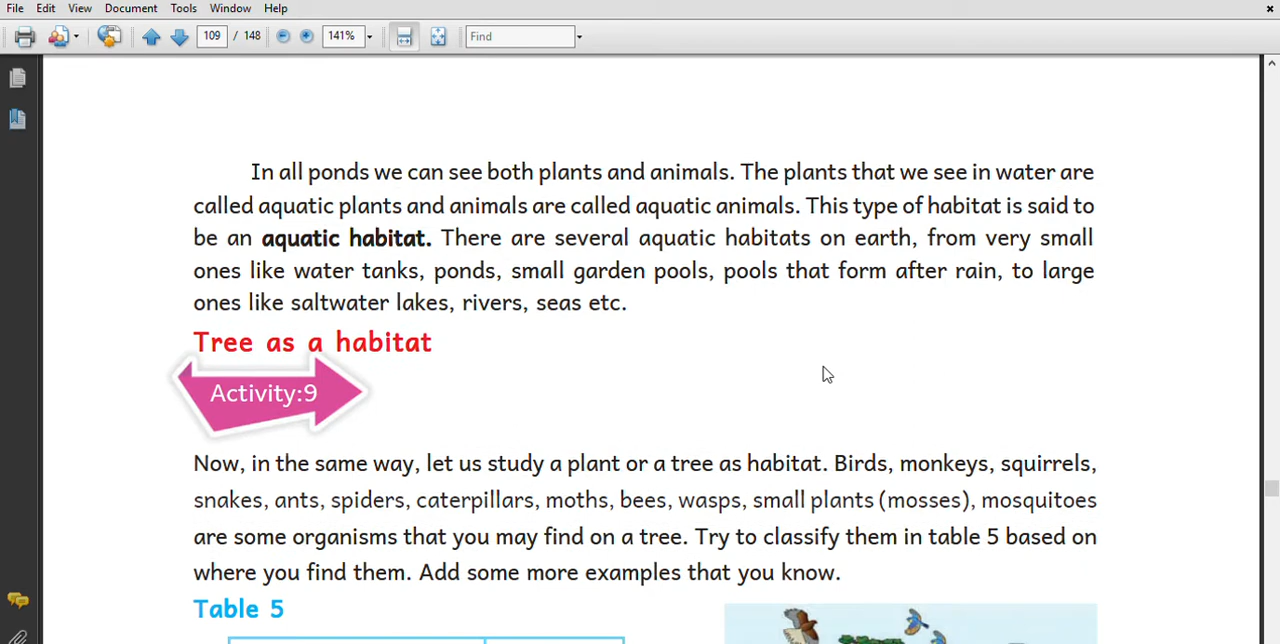 File Edit View Document Tools Window Help
109 / 148 141% Find
In all ponds we can see both plants and animals. The plants that we see in water are
called aquatic plants and animals are called aquatic animals. This type of habitat is said to
be an aquatic habitat. There are several aquatic habitats on earth, from very small
ones like water tanks, ponds, small garden pools, pools that form after rain, to large
ones like saltwater lakes, rivers, seas etc.
Tree as a habitat
Activity:9
Now, in the same way, let us study a plant or a tree as habitat. Birds, monkeys, squirrels,
snakes, ants, spiders, caterpillars, moths, bees, wasps, small plants (mosses), mosquitoes
are some organisms that you may find on a tree. Try to classify them in table 5 based on
where you find them. Add some more examples that you know.
Table 5